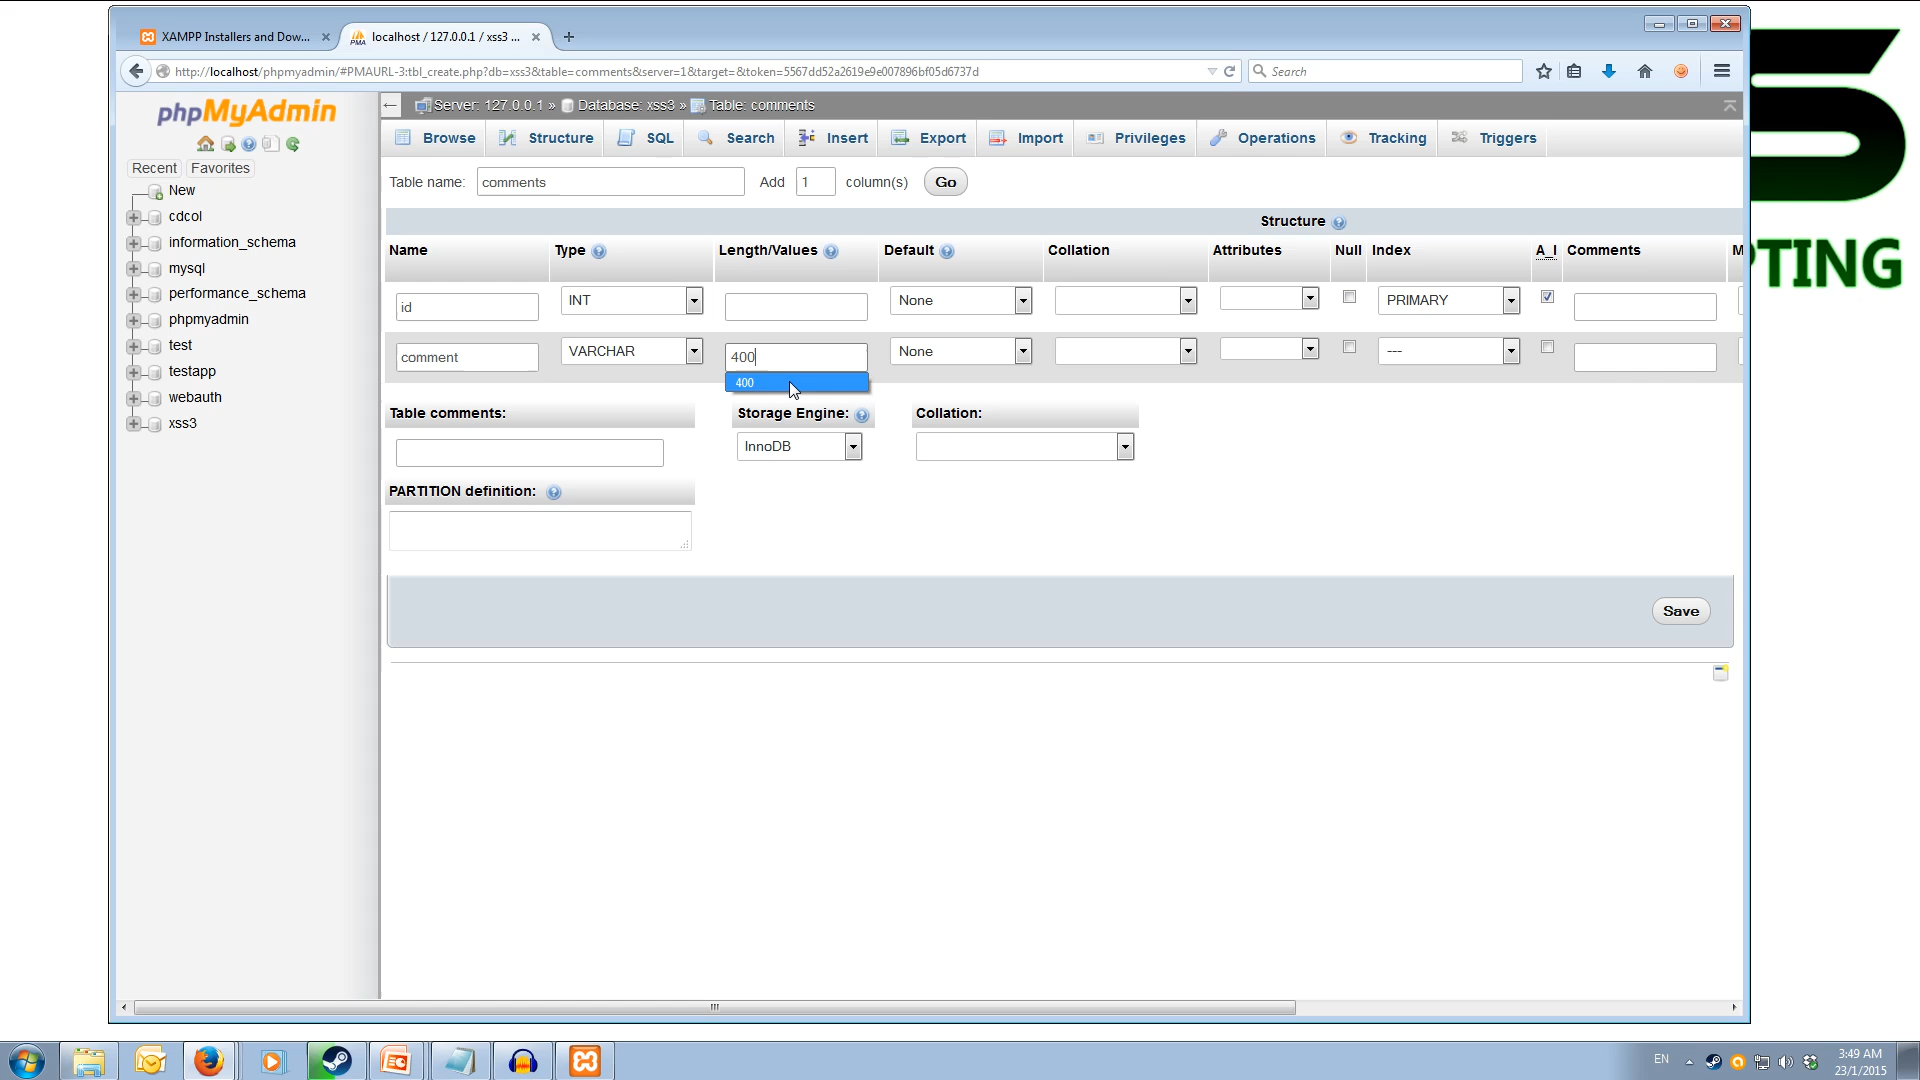 XAMPP Installers and Dow...
localhost / 127.0.0.1 / xss3 ...
http://localhost/phpmyadmin/#PMAURL-3:tbl_create.php?db=xss3&table=comments&server=1&target=&token=5567dd52a2619e9e007896bf05d6737d
Search
phpMyAdmin
Recent Favorites
New
cdcol
information_schema
mysql
performance_schema
phpmyadmin
test
testapp
webauth
xss3
Server: 127.0.0.1 » Database: xss3 » Table: comments
Browse Structure SQL Search Insert Export Import Privileges Operations Tracking Triggers
Table name: comments Add 1 column(s) Go
Structure
Name Type Length/Values Default Collation Attributes Null Index A_I Comments M
id INT None PRIMARY
comment VARCHAR 400 None ---
400
Table comments: Storage Engine: Collation:
InnoDB
PARTITION definition:
Save
S
PTING
EN
3:49 AM
23/1/2015